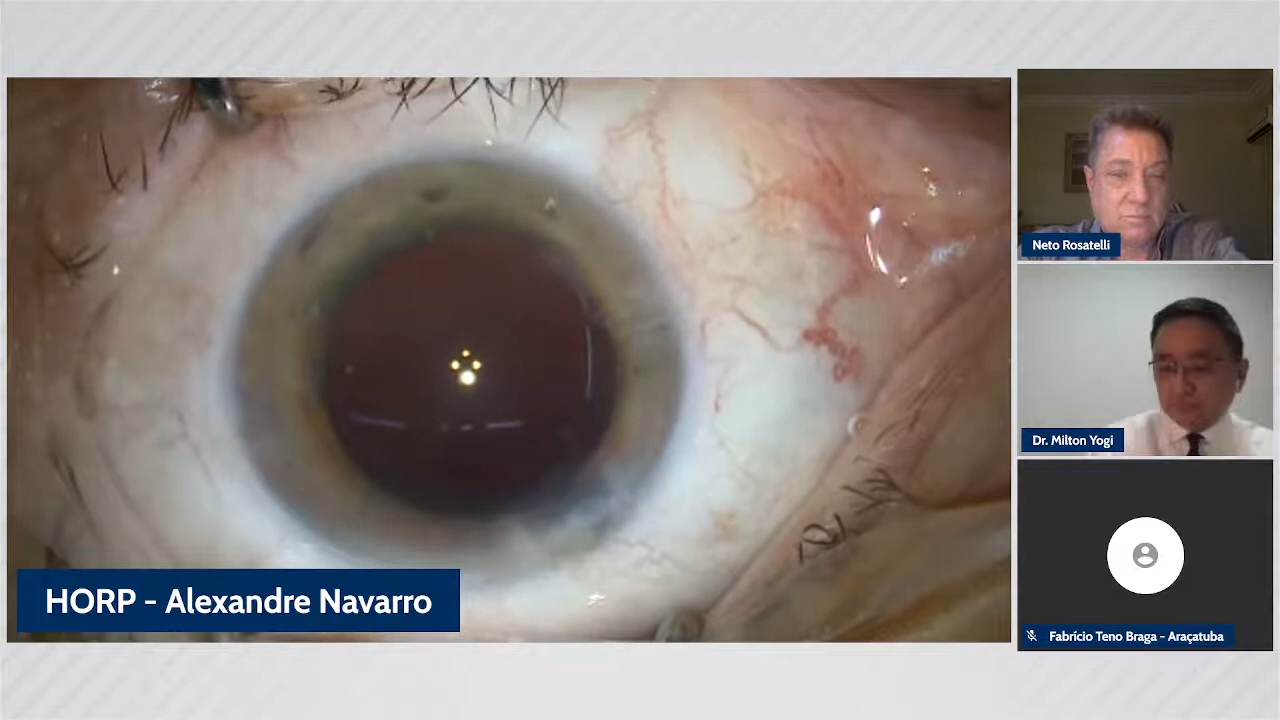 Neto Rosatelli
Dr. Milton Yogi
HORP - Alexandre Navarro
Fabrício Teno Braga - Araçatuba